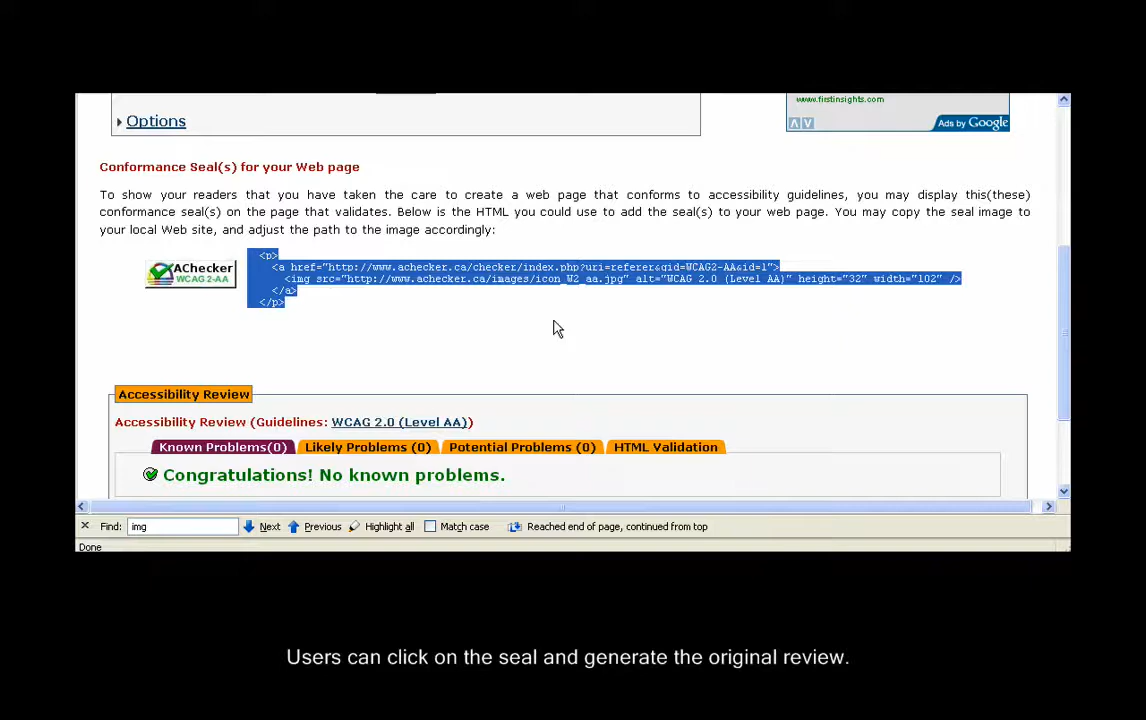 www.firstinsights.com
Options
Ads by Google
Conformance Seal(s) for your Web page
To show your readers that you have taken the care to create a web page that conforms to accessibility guidelines, you may display this(these)
conformance seal(s) on the page that validates. Below is the HTML you could use to add the seal(s) to your web page. You may copy the seal image to
your local Web site, and adjust the path to the image accordingly:
AChecker
WCAG 2-AA
<p>
<a href="http://www.achecker.ca/checker/index.php?uri=referer&gid=WCAG2-AA&id=1">
<img src="http://www.achecker.ca/images/icon_W2_aa.jpg" alt="WCAG 2.0 (Level AA)" height="32" width="102" />
</a>
</p>
Accessibility Review
Accessibility Review (Guidelines: WCAG 2.0 (Level AA))
Known Problems(0) Likely Problems (0) Potential Problems (0) HTML Validation
Congratulations! No known problems.
Find: img Next Previous Highlight all Match case Reached end of page, continued from top
Done
Users can click on the seal and generate the original review.